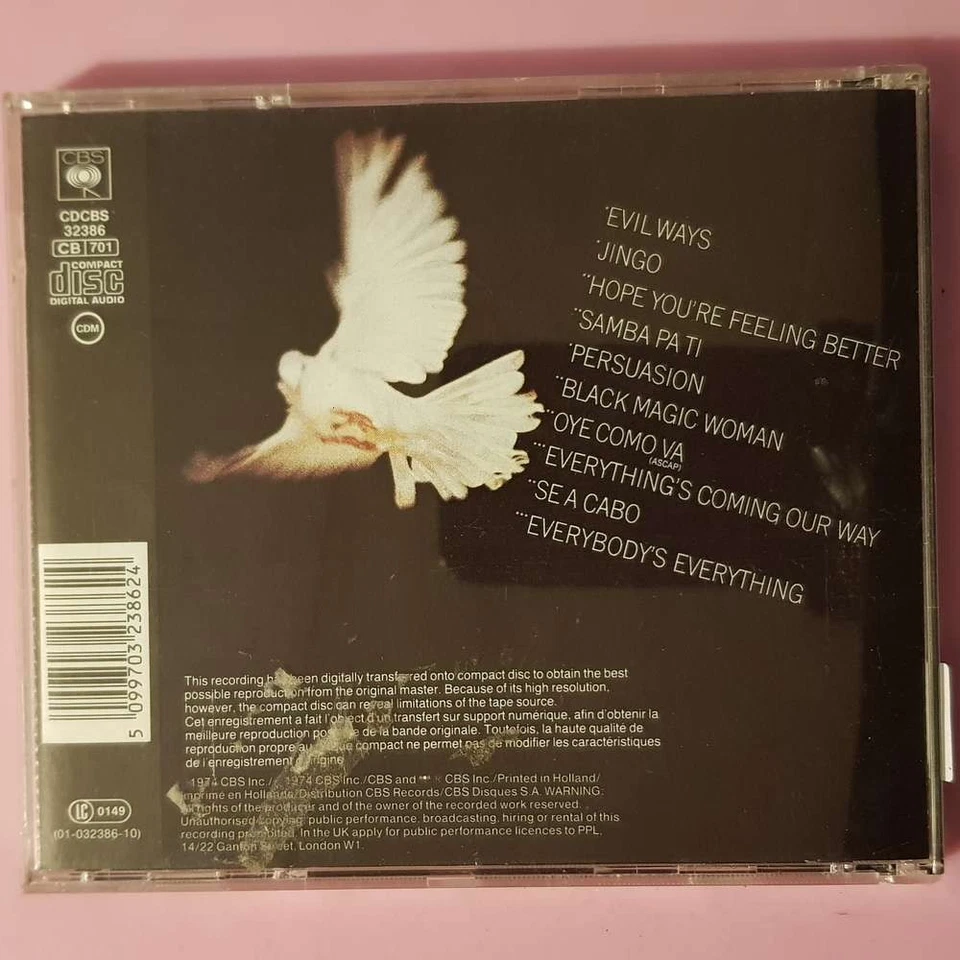 CBS
CDCBS
32386
CB 701
COMPACT
disc
DIGITAL AUDIO
CDM
5 099703 238624
LC 0149
(01-032386-10)
·EVIL WAYS
·JINGO
··HOPE YOU'RE FEELING BETTER
··SAMBA PA TI
·PERSUASION
··BLACK MAGIC WOMAN
··OYE COMO VA
(ASCAP)
···EVERYTHING'S COMING OUR WAY
··SE A CABO
···EVERYBODY'S EVERYTHING
This recording has been digitally transferred onto compact disc to obtain the best
possible reproduction from the original master. Because of its high resolution,
however, the compact disc can reveal limitations of the tape source.
Cet enregistrement a fait l'objet d'un transfert sur support numérique, afin d'obtenir la
meilleure reproduction possible de la bande originale. Toutefois, la haute qualité de
reproduction propre au disque compact ne permet pas de modifier les caractéristiques
de l'enregistrement d'origine
1974 CBS Inc./ 1974 CBS Inc./CBS and CBS Inc./Printed in Holland/
Imprimé en Hollande/Distribution CBS Records/CBS Disques S.A. WARNING:
All rights of the producer and of the owner of the recorded work reserved.
Unauthorised copying, public performance, broadcasting, hiring or rental of this
recording prohibited. In the UK apply for public performance licences to PPL,
14/22 Ganton Street, London W1.